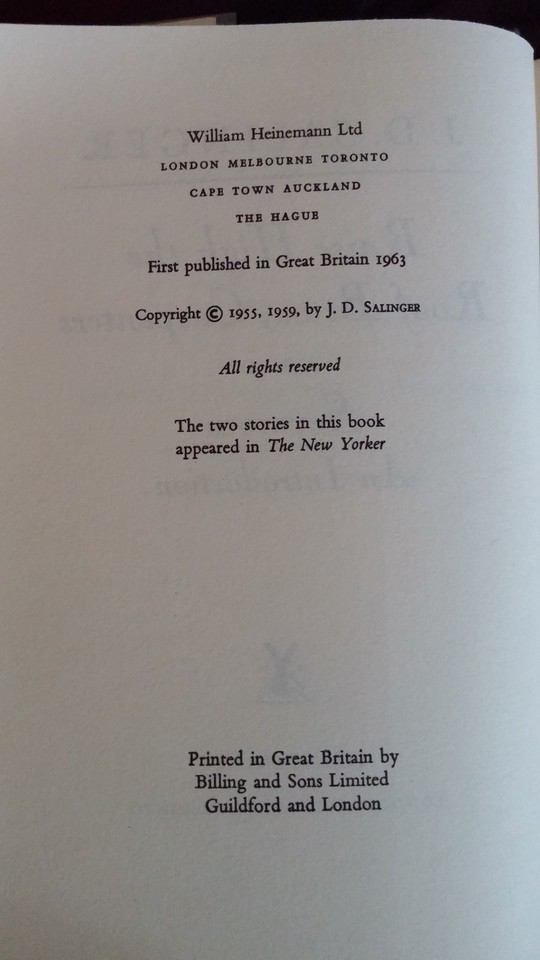 William Heinemann Ltd
LONDON MELBOURNE TORONTO
CAPE TOWN AUCKLAND
THE HAGUE
First published in Great Britain 1963
Copyright © 1955, 1959, by J. D. SALINGER
All rights reserved
The two stories in this book
appeared in The New Yorker
Printed in Great Britain by
Billing and Sons Limited
Guildford and London